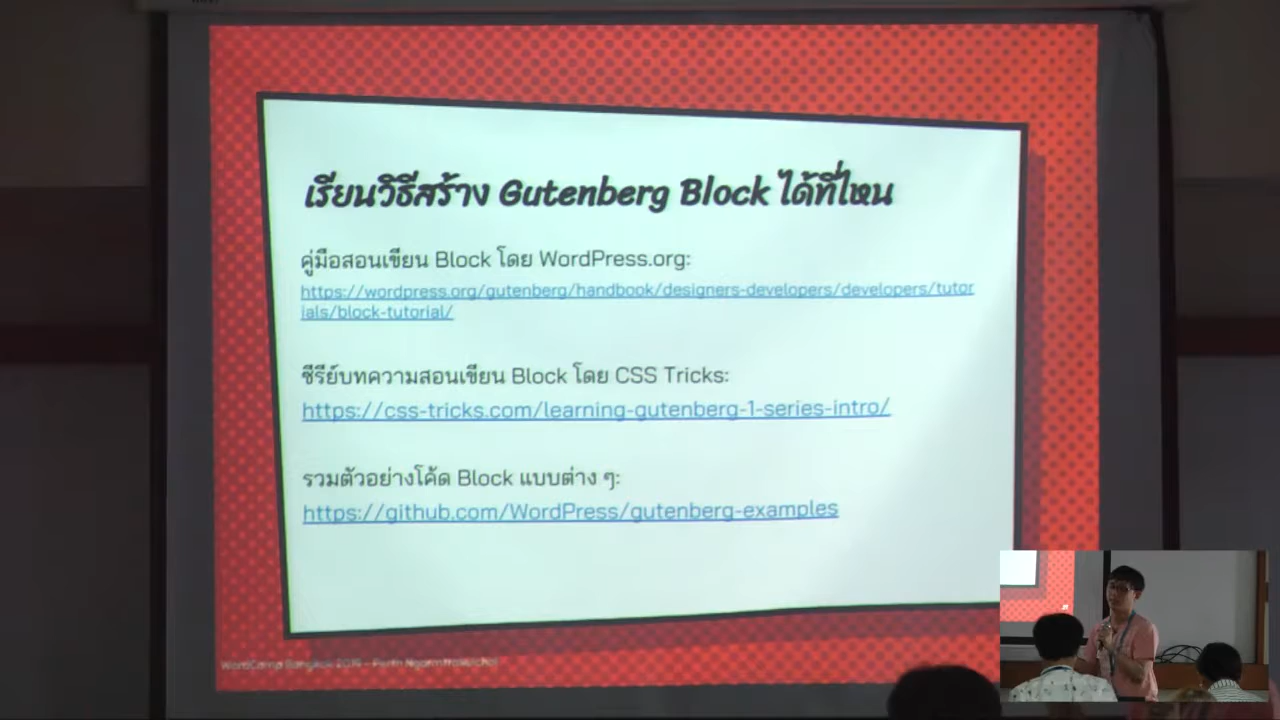 เรียนวิธีสร้าง Gutenberg Block ได้ที่ไหน
คู่มือสอนเขียน Block โดย WordPress.org:
https://wordpress.org/gutenberg/handbook/designers-developers/developers/tutor
ials/block-tutorial/
ซีรีย์บทความสอนเขียน Block โดย CSS Tricks:
https://css-tricks.com/learning-gutenberg-1-series-intro/
รวมตัวอย่างโค้ด Block แบบต่าง ๆ:
https://github.com/WordPress/gutenberg-examples
WordCamp Bangkok 2019 -